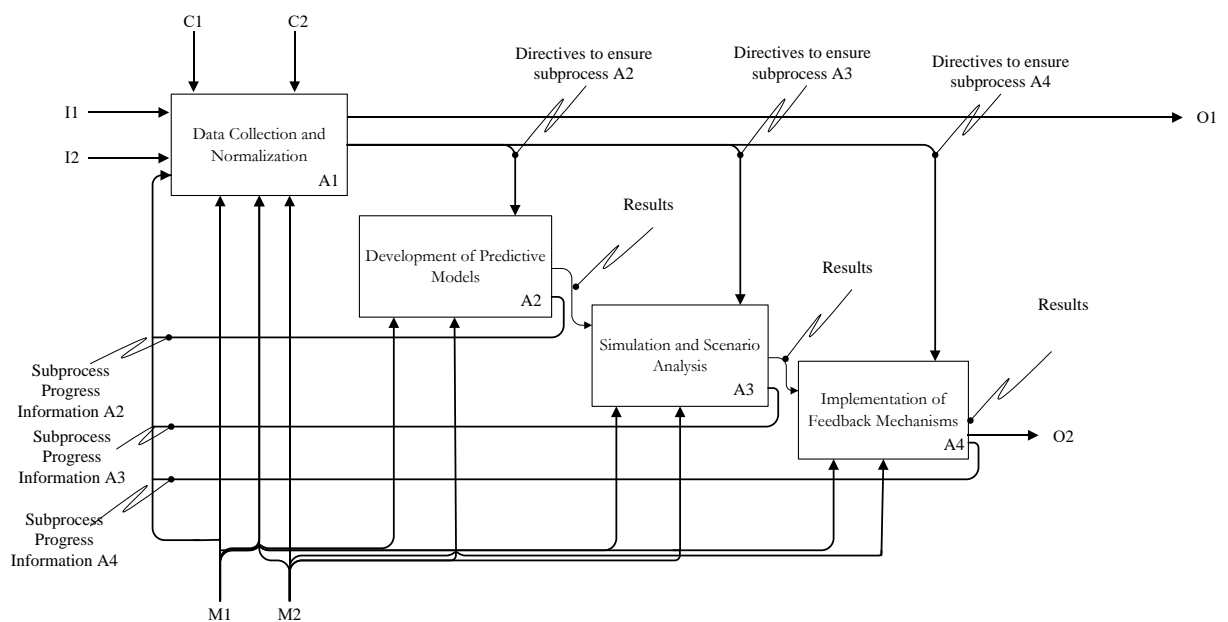 C1
C2
Directives to ensure
subprocess A2
Directives to ensure
subprocess A3
Directives to ensure
subprocess A4
I1
I2
Data Collection and
Normalization
A1
O1
Results
Development of Predictive
Models
A2
Results
Simulation and Scenario
Analysis
A3
Results
Implementation of
Feedback Mechanisms
A4
O2
Subprocess
Progress
Information A2
Subprocess
Progress
Information A3
Subprocess
Progress
Information A4
M1
M2